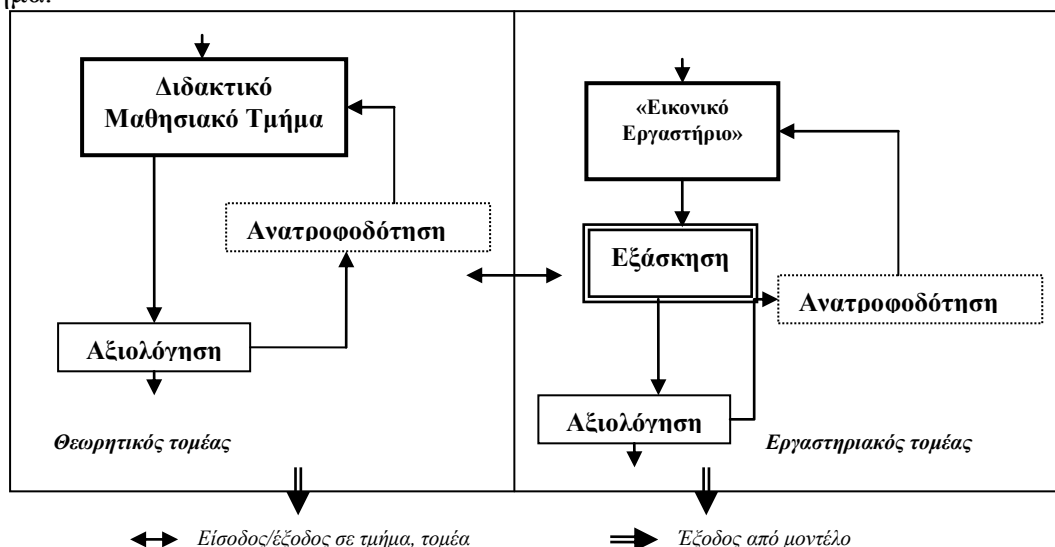 Διδακτικό
Μαθησιακό Τμήμα
Ανατροφοδότηση
Αξιολόγηση
Θεωρητικός τομέας
«Εικονικό
Εργαστήριο»
Εξάσκηση
Ανατροφοδότηση
Αξιολόγηση
Εργαστηριακός τομέας
Είσοδος/έξοδος σε τμήμα, τομέα
Έξοδος από μοντέλο